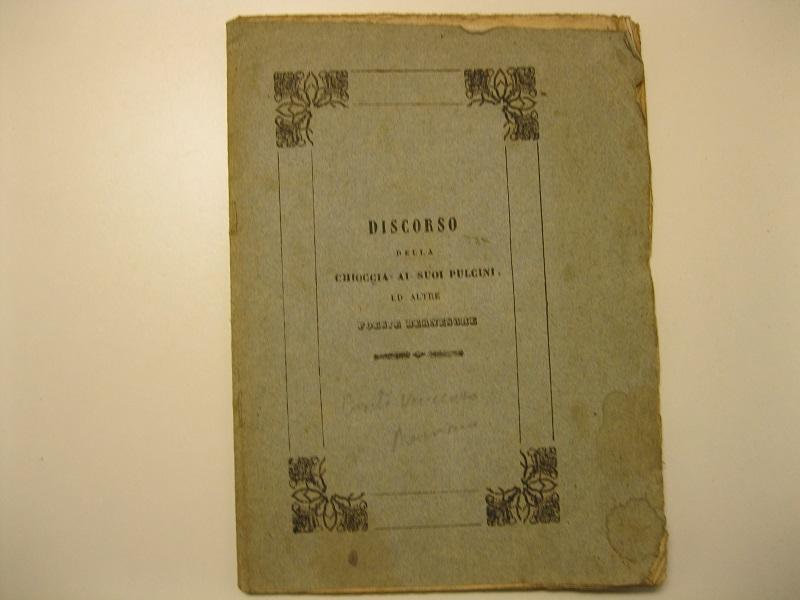 DISCORSO
DELLA
CHIOCCIA AI SUOI PULCINI,
ED ALTRE
POESIE BERNESCHE